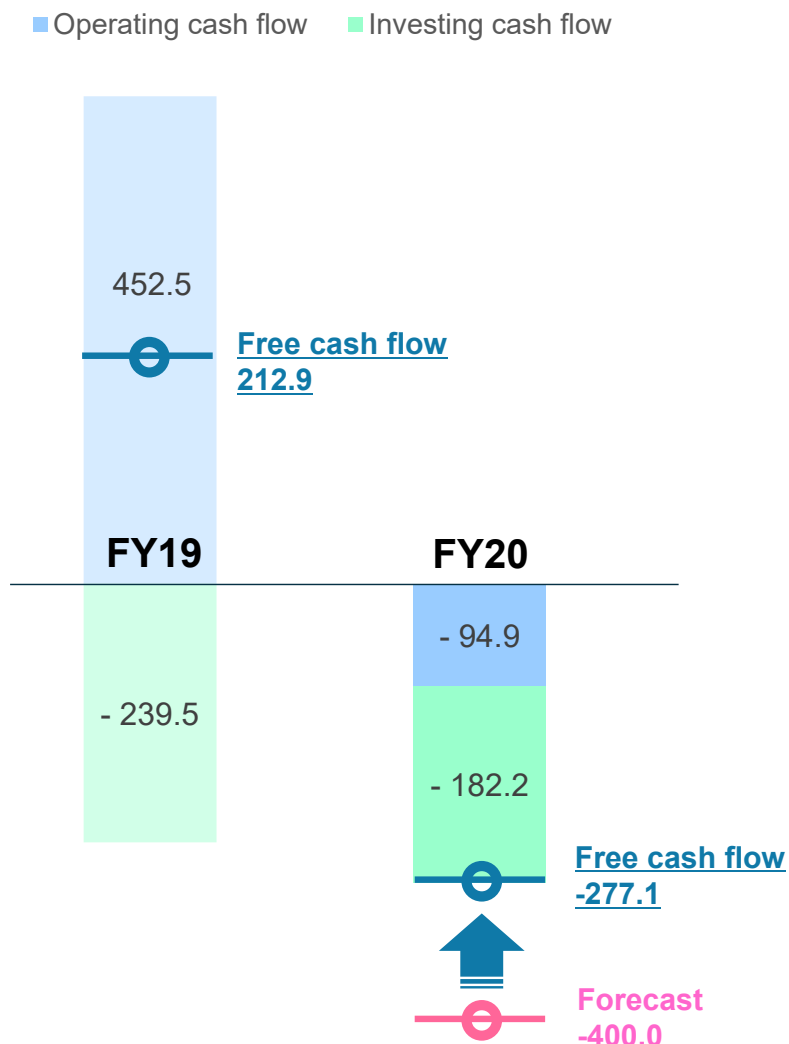 Operating cash flow Investing cash flow
452.5
Free cash flow
212.9
FY19 FY20
- 94.9
- 239.5
- 182.2
Free cash flow
-277.1
Forecast
-400.0